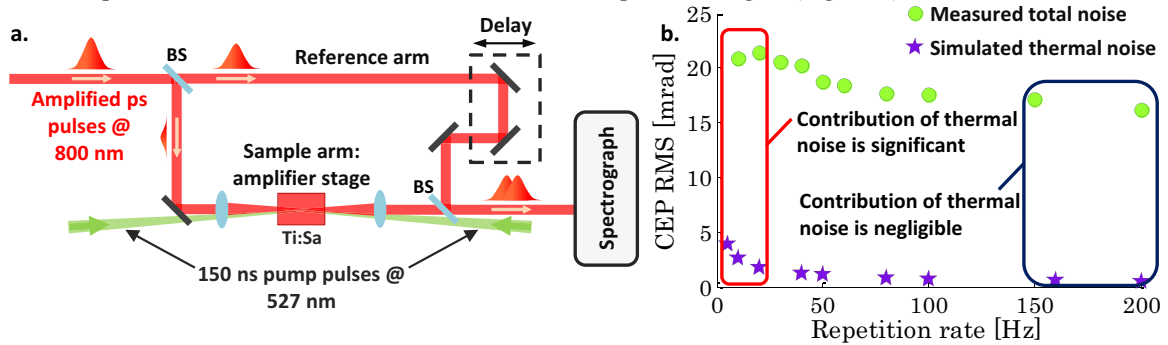 a.
BS
Reference arm
Delay
Amplified ps
pulses @
800 nm
Sample arm:
amplifier stage
BS
Ti:Sa
150 ns pump pulses @
527 nm
Spectrograph
b.
Measured total noise
Simulated thermal noise
Contribution of thermal
noise is significant
Contribution of thermal
noise is negligible
CEP RMS [mrad]
25
20
15
10
5
0
0 50 100 150 200
Repetition rate [Hz]